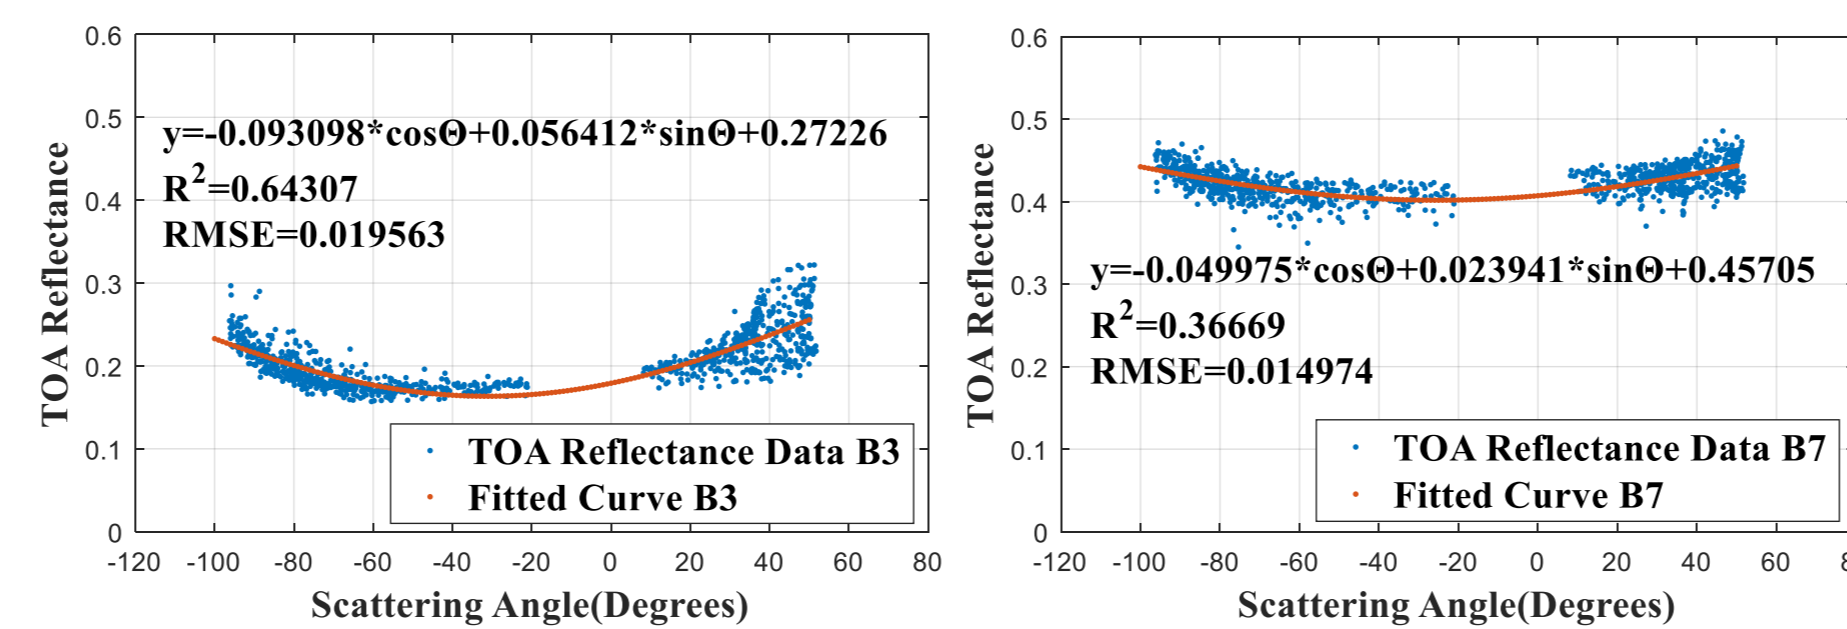 0.6
0.5
0.4
0.3
0.2
0.1
0
TOA Reflectance
y=-0.093098*cosΘ+0.056412*sinΘ+0.27226
R²=0.64307
RMSE=0.019563
TOA Reflectance Data B3
Fitted Curve B3
-120 -100 -80 -60 -40 -20 0 20 40 60 80
Scattering Angle(Degrees)
0.6
0.5
0.4
0.3
0.2
0.1
0
TOA Reflectance
y=-0.049975*cosΘ+0.023941*sinΘ+0.45705
R²=0.36669
RMSE=0.014974
TOA Reflectance Data B7
Fitted Curve B7
-120 -100 -80 -60 -40 -20 0 20 40 60
Scattering Angle(Degrees)